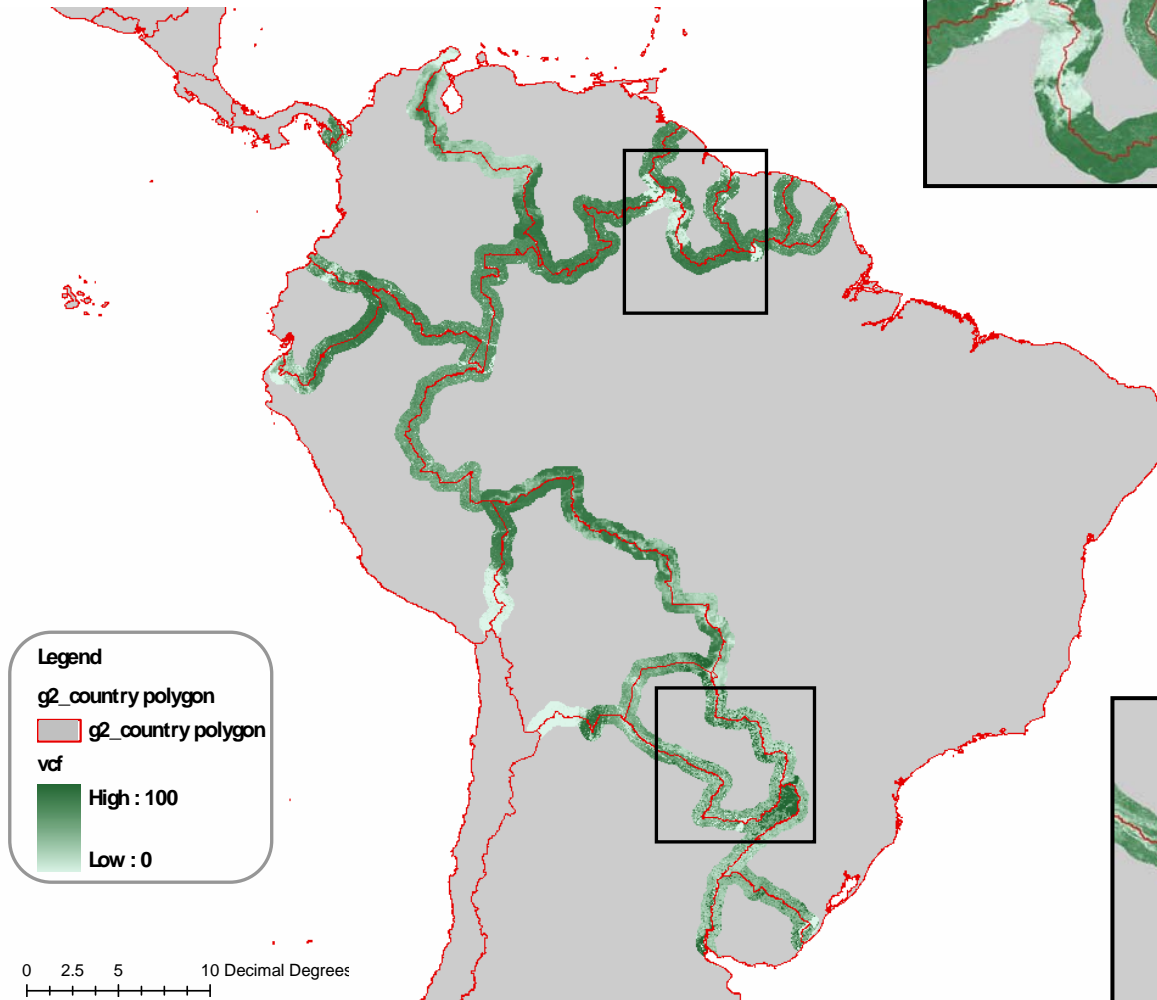 Legend
g2_country polygon
g2_country polygon
vcf
High : 100
Low : 0
0 2.5 5 10 Decimal Degrees